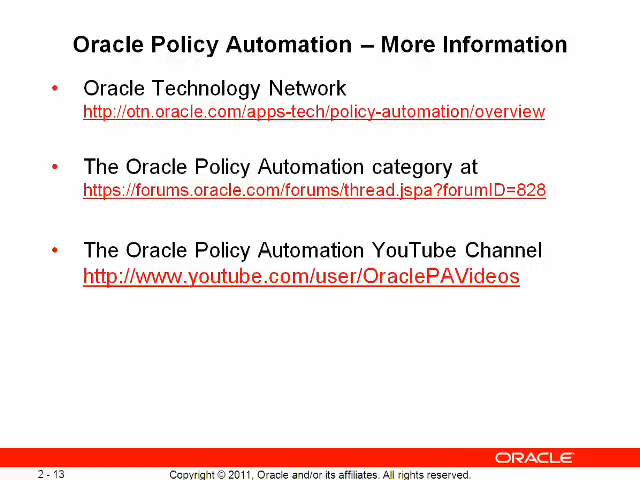 Oracle Policy Automation – More Information
• Oracle Technology Network
http://otn.oracle.com/apps-tech/policy-automation/overview
• The Oracle Policy Automation category at
https://forums.oracle.com/forums/thread.jspa?forumID=828
• The Oracle Policy Automation YouTube Channel
http://www.youtube.com/user/OraclePAVideos
ORACLE
2 - 13
Copyright © 2011, Oracle and/or its affiliates. All rights reserved.